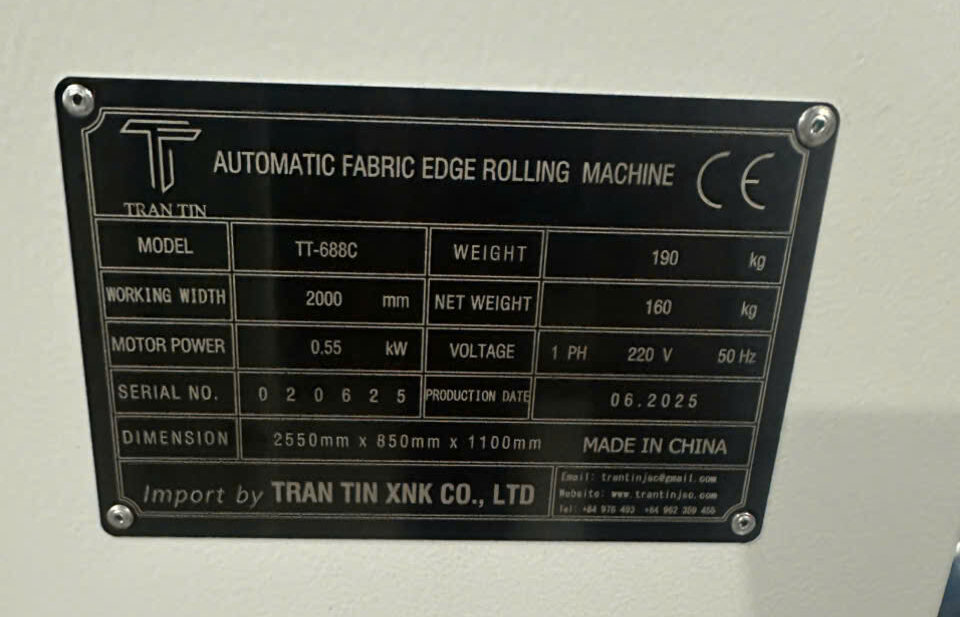 AUTOMATIC FABRIC EDGE ROLLING MACHINE CE
TRAN TIN
MODEL TT-688C WEIGHT 190 kg
WORKING WIDTH 2000 mm NET WEIGHT 160 kg
MOTOR POWER 0.55 kW VOLTAGE 1 PH 220 V 50 Hz
SERIAL NO. 0 2 0 6 2 5 PRODUCTION DATE 06.2025
DIMENSION 2550mm x 850mm x 1100mm MADE IN CHINA
Import by TRAN TIN XNK CO., LTD
Email: trantinjsc@gmail.com
Website: www.trantinjsc.com
Tel: +84 +84